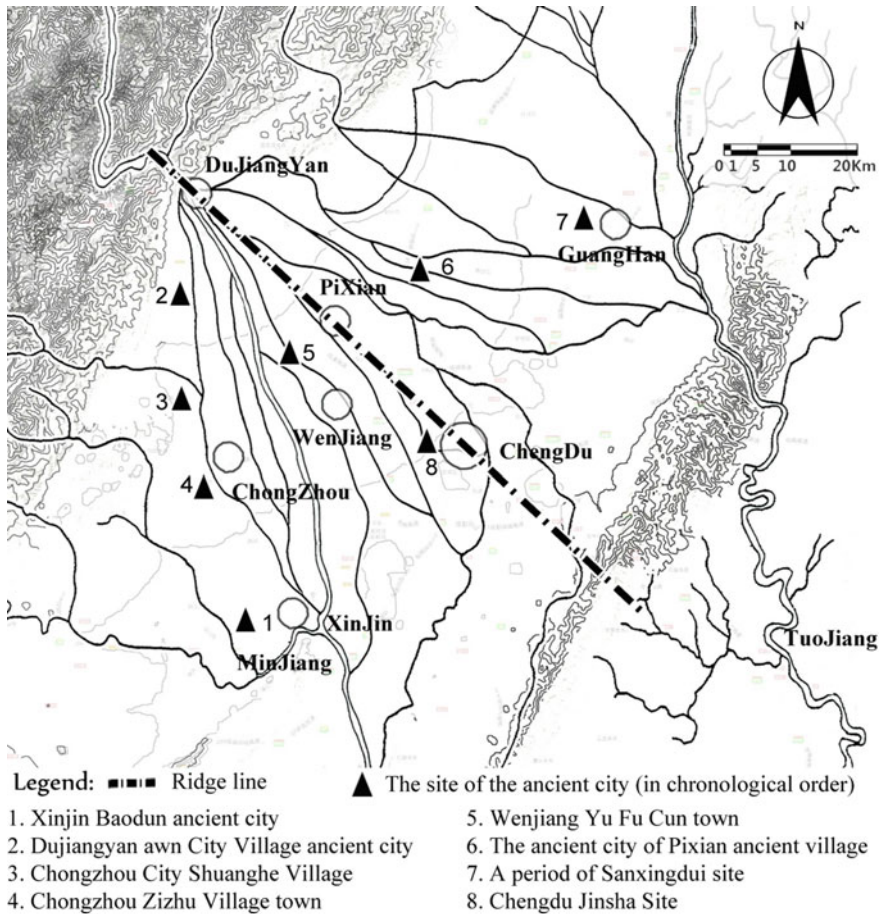 N
0 1 5 10 20Km
DuJiangYan
7
GuangHan
6
2
PiXian
5
3
WenJiang
8
ChengDu
4
ChongZhou
1
XinJin
MinJiang
TuoJiang
Legend: Ridge line
The site of the ancient city (in chronological order)
1. Xinjin Baodun ancient city
2. Dujiangyan awn City Village ancient city
3. Chongzhou City Shuanghe Village
4. Chongzhou Zizhu Village town
5. Wenjiang Yu Fu Cun town
6. The ancient city of Pixian ancient village
7. A period of Sanxingdui site
8. Chengdu Jinsha Site